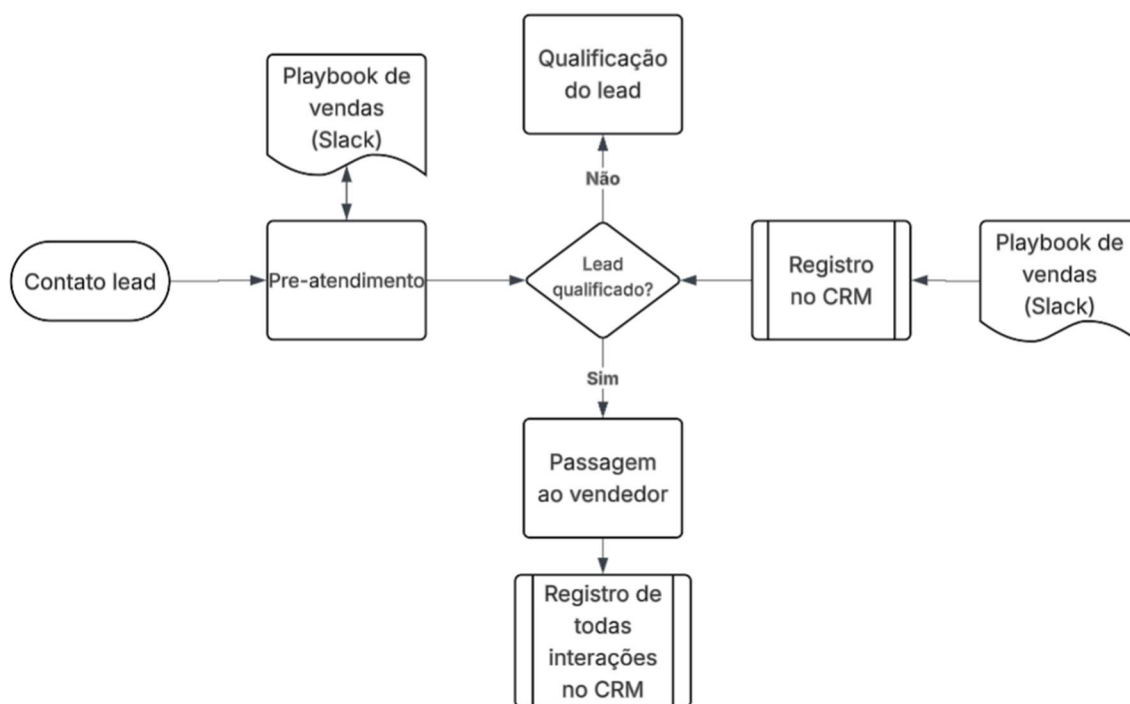 Qualificação
do lead
Playbook de
vendas
(Slack)
Não
Contato lead
Pre-atendimento
Lead
qualificado?
Registro
no CRM
Playbook de
vendas
(Slack)
Sim
Passagem
ao vendedor
Registro de
todas
interações
no CRM